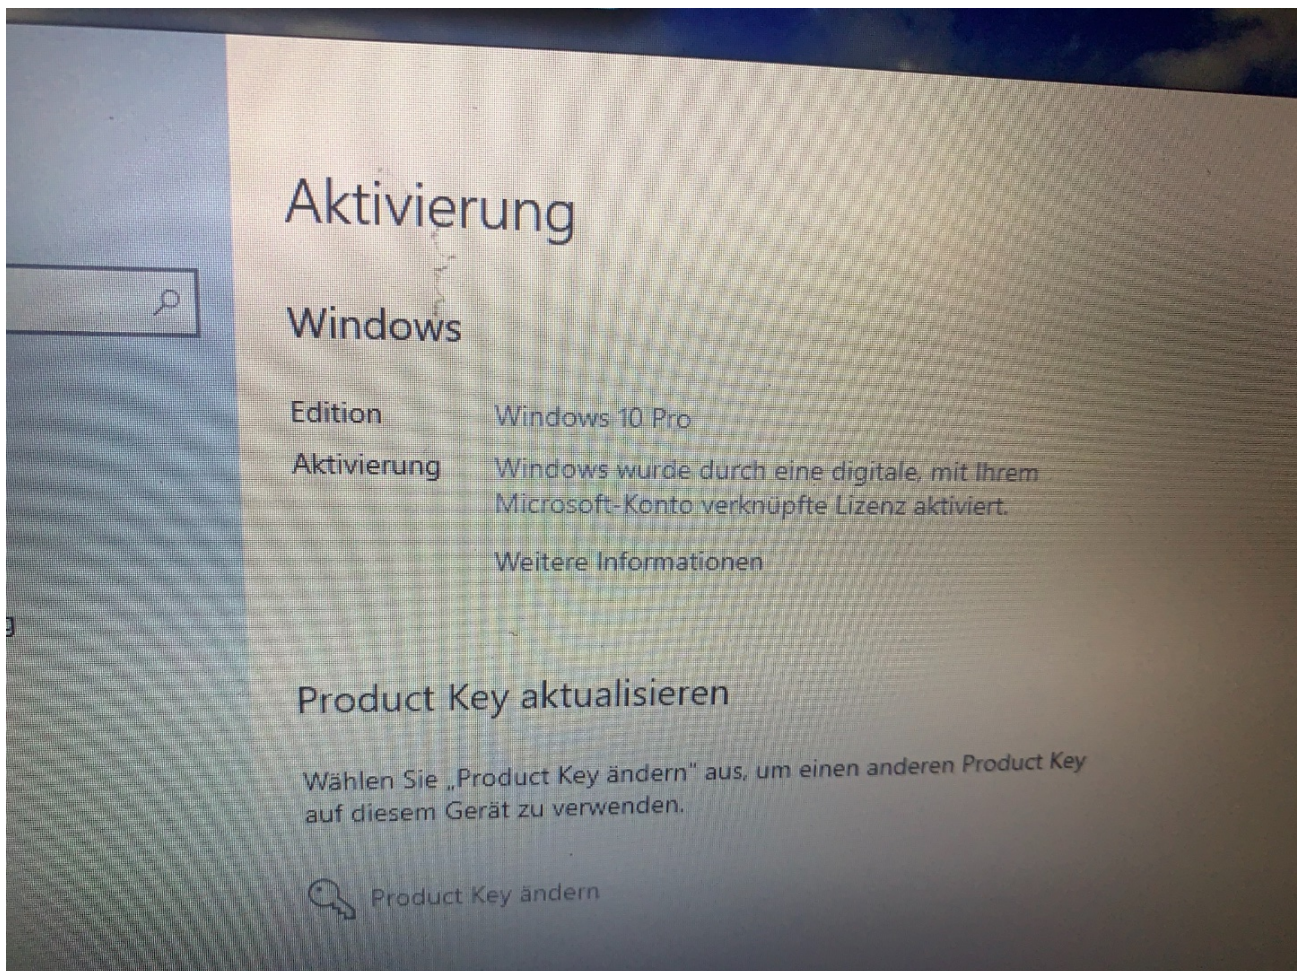 Aktivierung
Windows
Edition Windows 10 Pro
Aktivierung Windows wurde durch eine digitale, mit Ihrem
Microsoft-Konto verknüpfte Lizenz aktiviert.
Weitere Informationen
g
Product Key aktualisieren
Wählen Sie „Product Key ändern" aus, um einen anderen Product Key
auf diesem Gerät zu verwenden.
Product Key ändern